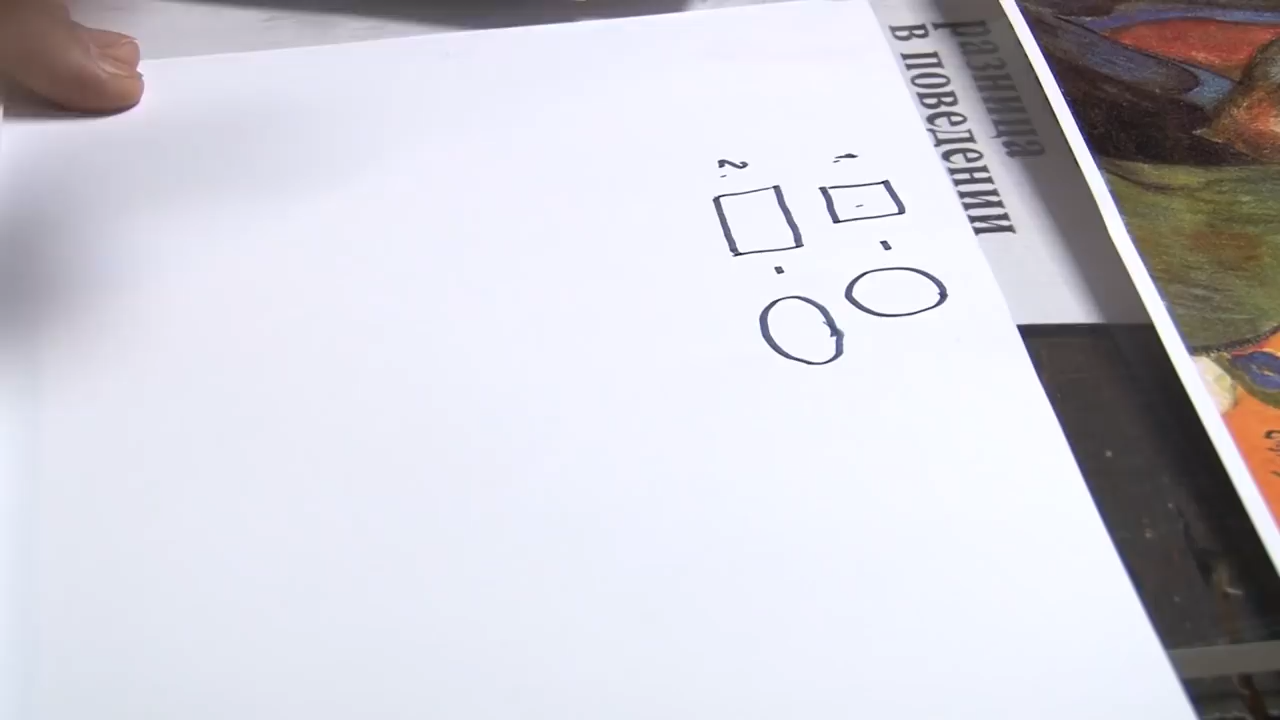 разница
в поведении
1.
2.